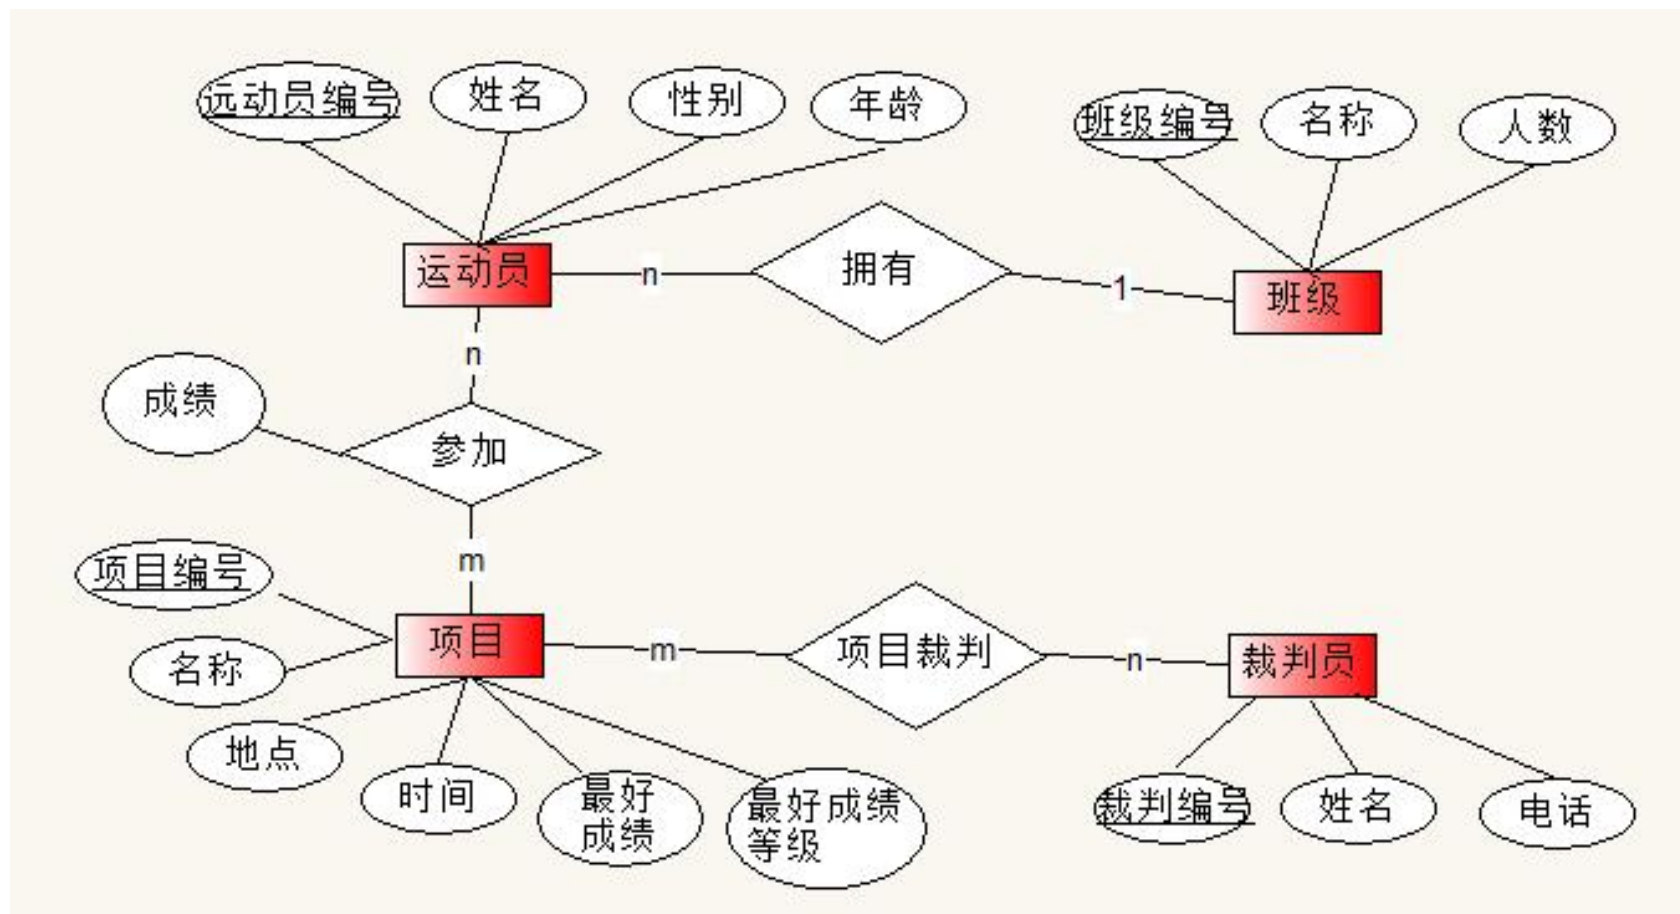 远动员编号
姓名
性别
年龄
班级编号
名称
人数
运动员
n
拥有
1
班级
n
成绩
参加
m
项目编号
项目
m
项目裁判
n
裁判员
名称
地点
时间
最好
成绩
最好成绩
等级
裁判编号
姓名
电话